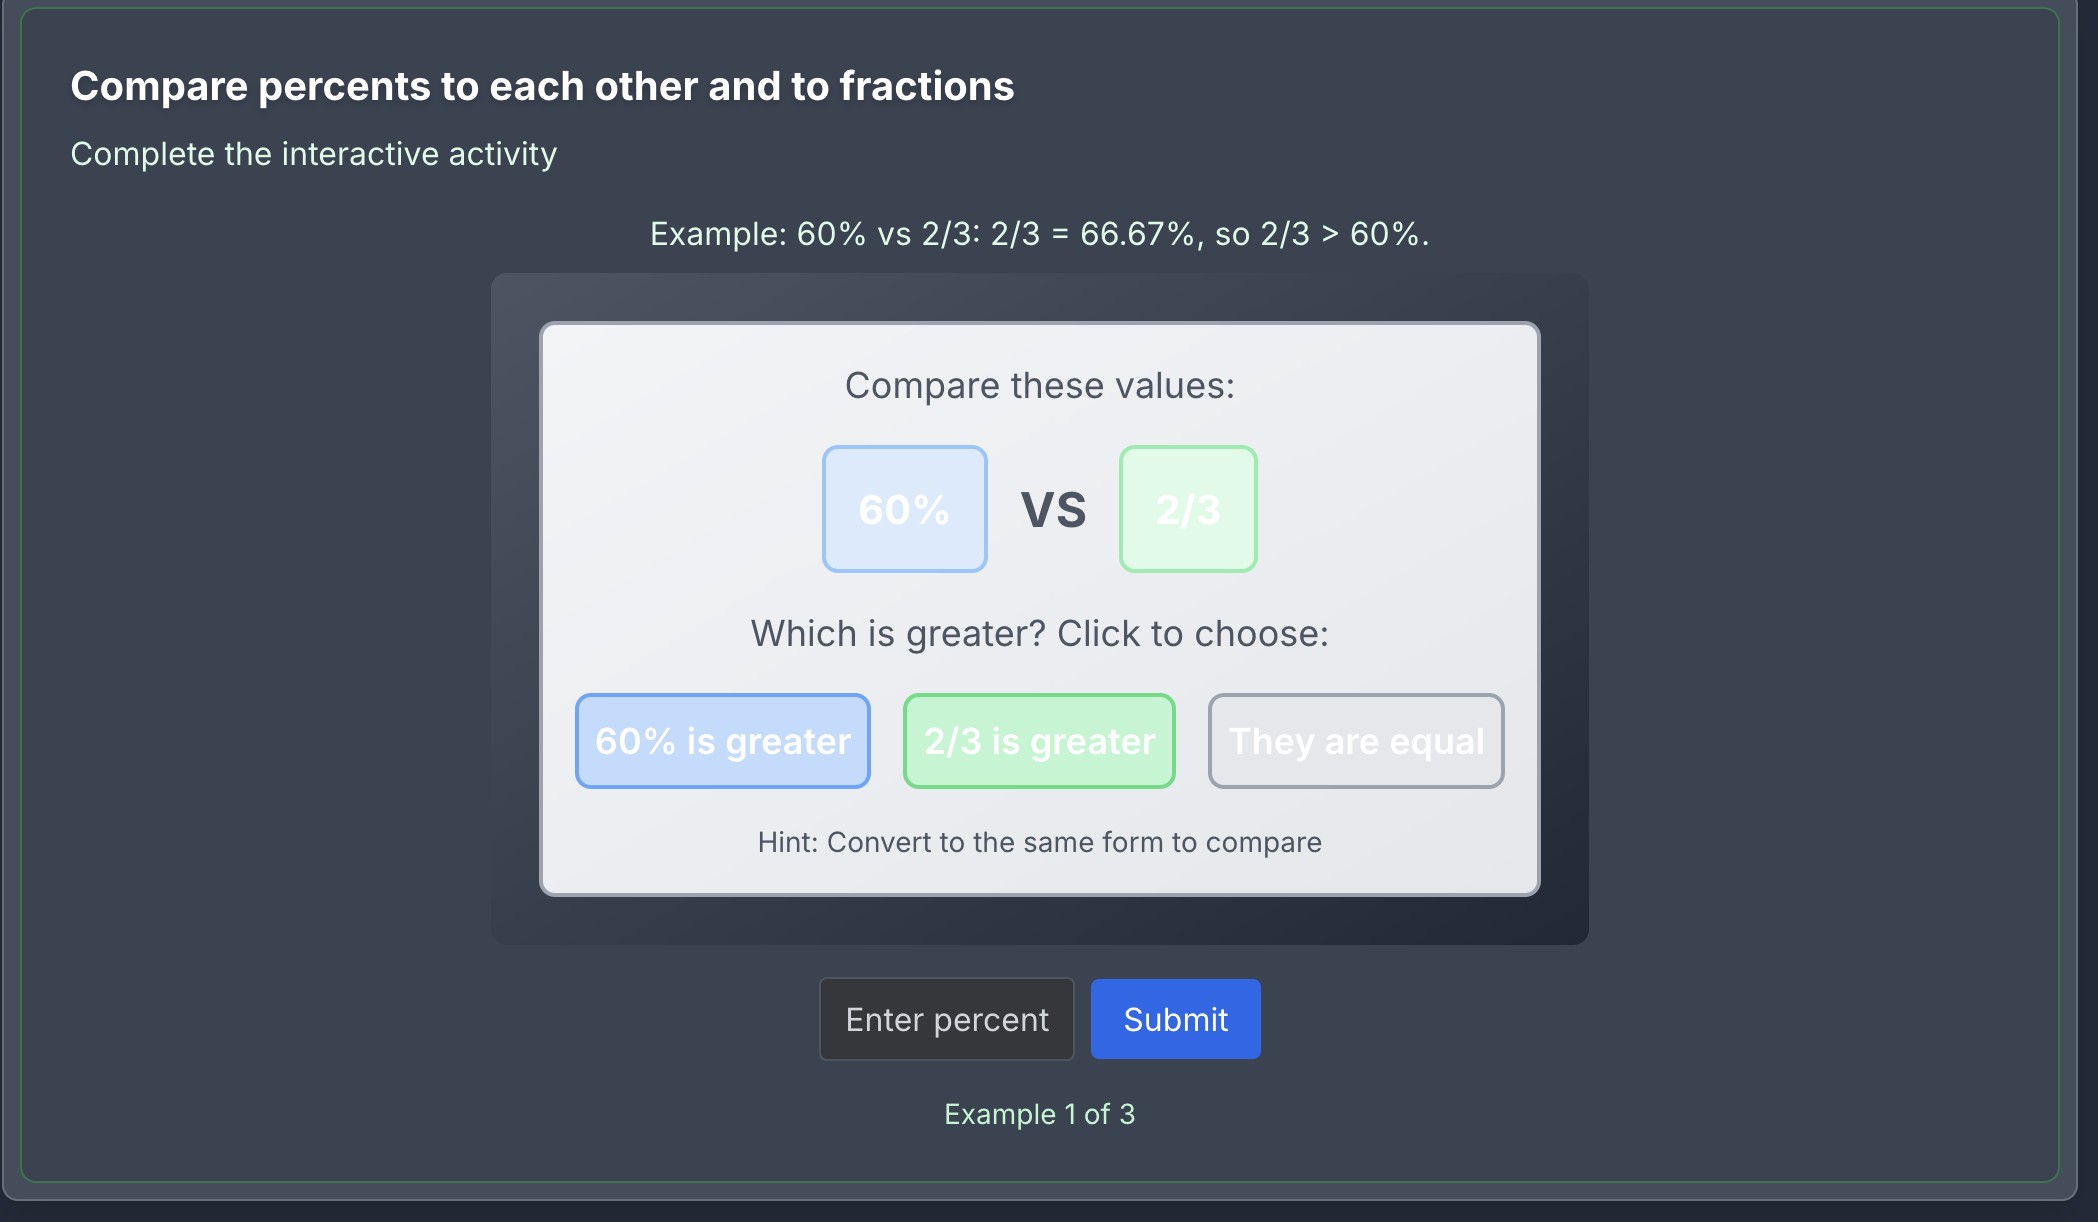 Compare percents to each other and to fractions
Complete the interactive activity
Example: 60% vs 2/3: 2/3 = 66.67%, so 2/3 > 60%.
Compare these values:
60% VS 2/3
Which is greater? Click to choose:
60% is greater 2/3 is greater They are equal
Hint: Convert to the same form to compare
Enter percent Submit
Example 1 of 3